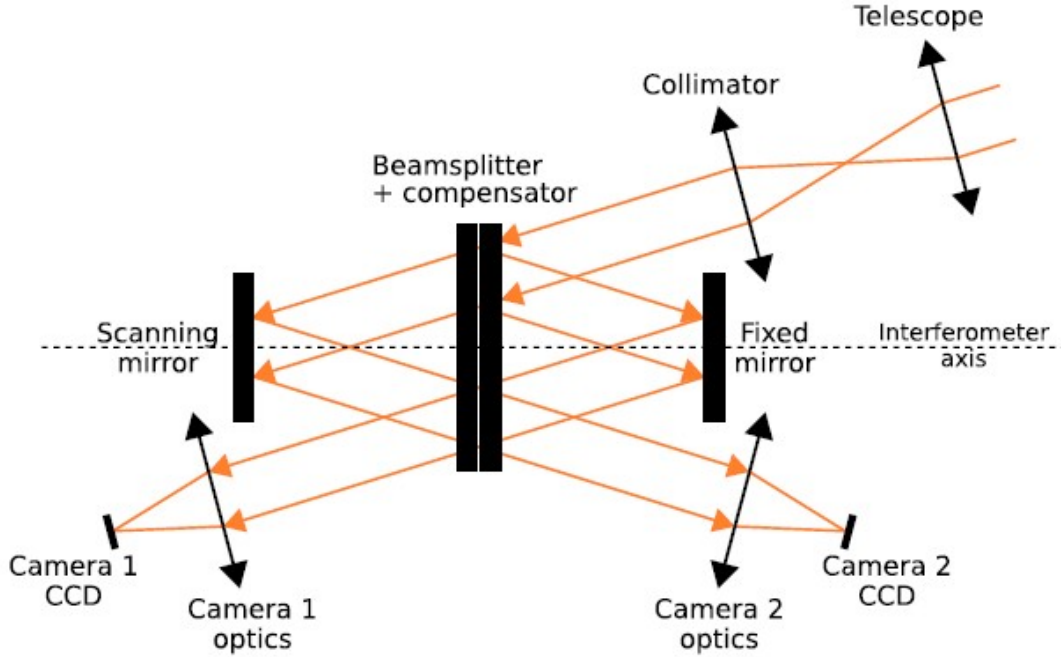 Telescope
Collimator
Beamsplitter
+ compensator
Scanning
mirror
Fixed
mirror
Interferometer
axis
Camera 1
CCD
Camera 1
optics
Camera 2
optics
Camera 2
CCD